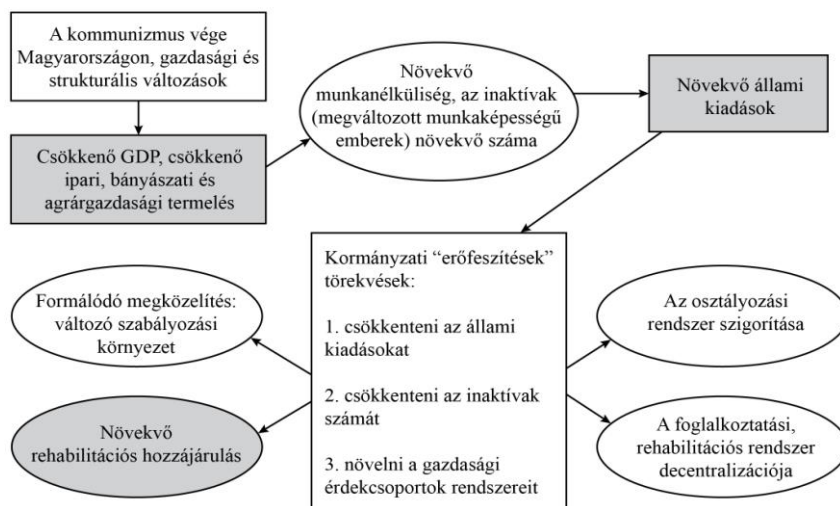 A kommunizmus vége
Magyarországon, gazdasági és
strukturális változások
Növekvő
munkanélküliség, az inaktívak
(megváltozott munkaképességű
emberek) növekvő száma
Növekvő állami
kiadások
Csökkenő GDP, csökkenő
ipari, bányászati és
agrárgazdasági termelés
Kormányzati “erőfeszítések”
törekvések:
1. csökkenteni az állami
kiadásokat
2. csökkenteni az inaktívak
számát
3. növelni a gazdasági
érdekcsoportok rendszereit
Formálódó megközelítés:
változó szabályozási
környezet
Az osztályozási
rendszer szigorítása
Növekvő
rehabilitációs hozzájárulás
A foglalkoztatási,
rehabilitációs rendszer
decentralizációja